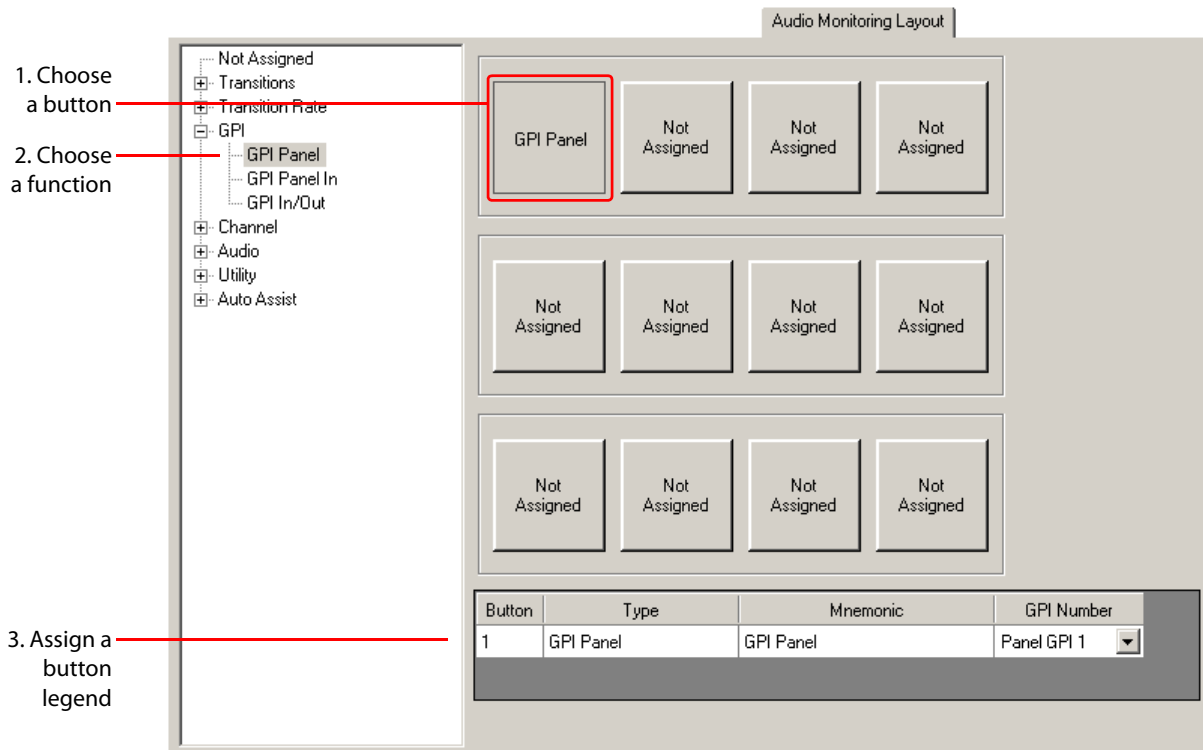 Audio Monitoring Layout
1. Choose
a button
2. Choose
a function
3. Assign a
button
legend
Not Assigned
Transitions
Transition Rate
GPI
GPI Panel
GPI Panel In
GPI In/Out
Channel
Audio
Utility
Auto Assist
GPI Panel
Not
Assigned
Not
Assigned
Not
Assigned
Not
Assigned
Not
Assigned
Not
Assigned
Not
Assigned
Not
Assigned
Not
Assigned
Not
Assigned
Not
Assigned
Button Type Mnemonic GPI Number
1 GPI Panel GPI Panel Panel GPI 1